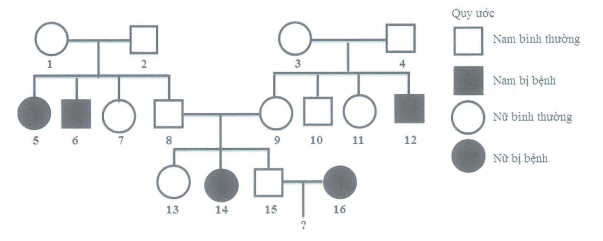 Quy ước
Nam bình thường
1 2 3 4
Nam bị bệnh
Nữ bình thường
5 6 7 8 9 10 11 12
Nữ bị bệnh
13 14 15 16
?